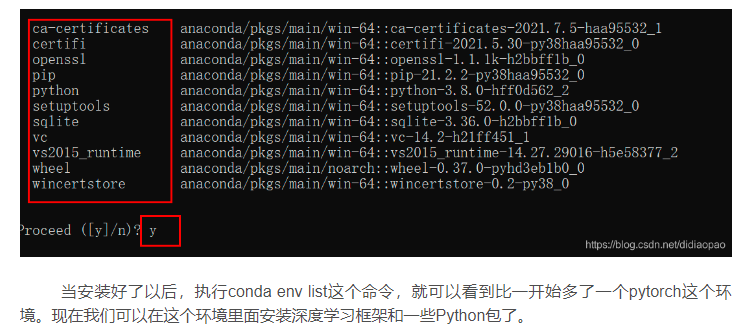 ca-certificates anaconda/pkgs/main/win-64::ca-certificates-2021.7.5-haa95532_1
certifi anaconda/pkgs/main/win-64::certifi-2021.5.30-py38haa95532_0
openssl anaconda/pkgs/main/win-64::openssl-1.1.1k-h2bbff1b_0
pip anaconda/pkgs/main/win-64::pip-21.2.2-py38haa95532_0
python anaconda/pkgs/main/win-64::python-3.8.0-hff0d562_2
setuptools anaconda/pkgs/main/win-64::setuptools-52.0.0-py38haa95532_0
sqlite anaconda/pkgs/main/win-64::sqlite-3.36.0-h2bbff1b_0
vc anaconda/pkgs/main/win-64::vc-14.2-h21ff451_1
vs2015_runtime anaconda/pkgs/main/win-64::vs2015_runtime-14.27.29016-h5e58377_2
wheel anaconda/pkgs/main/noarch::wheel-0.37.0-pyhd3eb1b0_0
wincertstore anaconda/pkgs/main/win-64::wincertstore-0.2-py38_0
Proceed ([y]/n)? y
https://blog.csdn.net/didiaopao
当安装好了以后，执行conda env list这个命令，就可以看到比一开始多了一个pytorch这个环
境。现在我们可以在这个环境里面安装深度学习框架和一些Python包了。